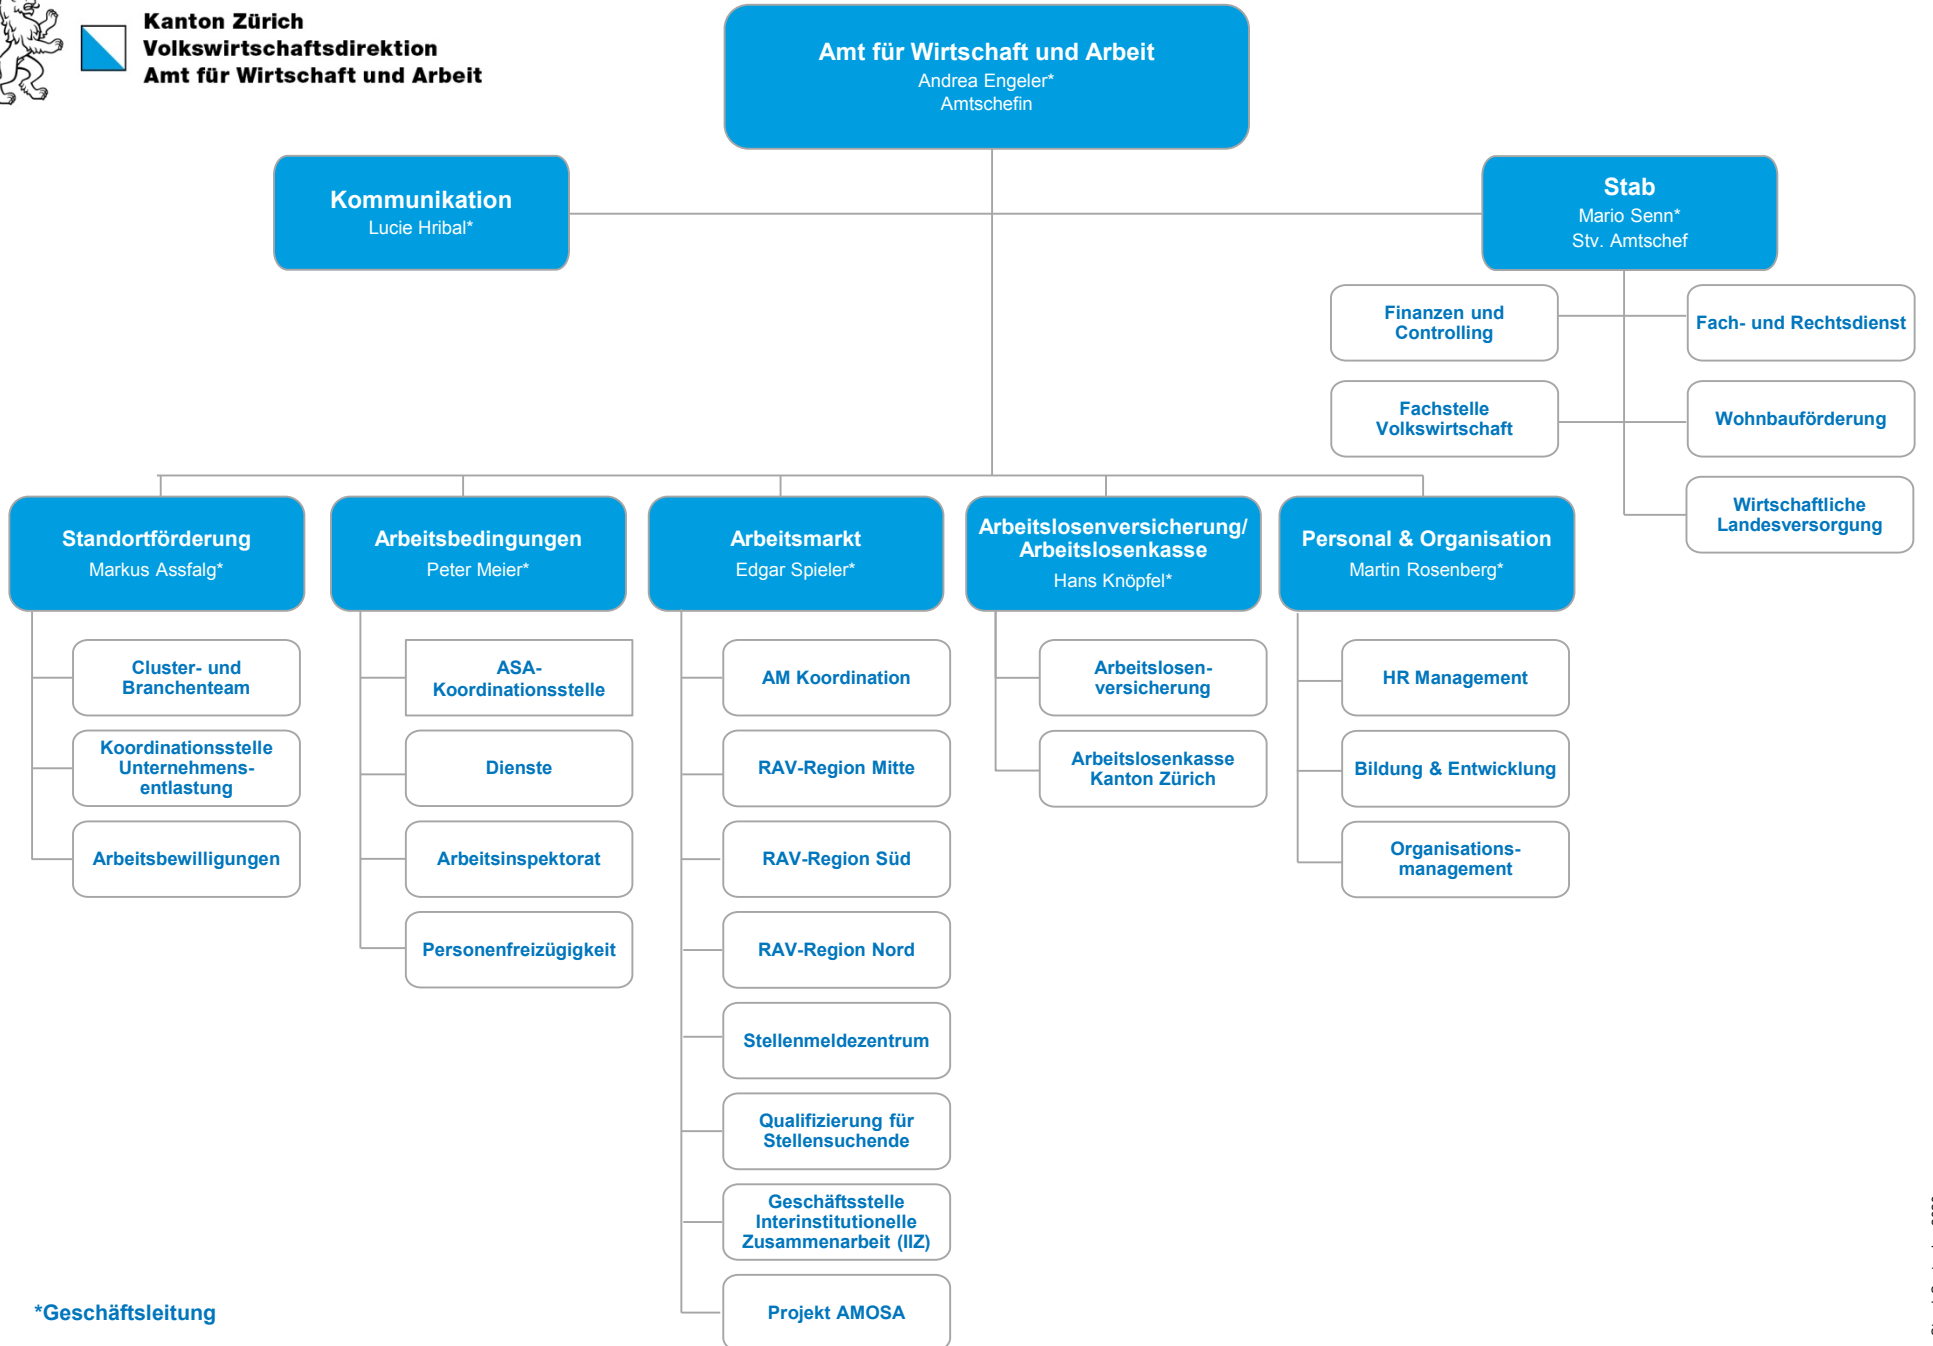 Kanton Zürich
Volkswirtschaftsdirektion
Amt für Wirtschaft und Arbeit
Amt für Wirtschaft und Arbeit
Andrea Engeler*
Amtschefin
Kommunikation
Lucie Hribal*
Stab
Mario Senn*
Stv. Amtschef
Finanzen und
Controlling
Fach- und Rechtsdienst
Fachstelle
Volkswirtschaft
Wohnbauförderung
Wirtschaftliche
Landesversorgung
Standortförderung
Markus Assfalg*
Cluster- und
Branchenteam
Koordinationsstelle
Unternehmens-
entlastung
Arbeitsbewilligungen
Arbeitsbedingungen
Peter Meier*
ASA-
Koordinationsstelle
Dienste
Arbeitsinspektorat
Personenfreizügigkeit
Arbeitsmarkt
Edgar Spieler*
AM Koordination
RAV-Region Mitte
RAV-Region Süd
RAV-Region Nord
Stellenmeldezentrum
Qualifizierung für
Stellensuchende
Geschäftsstelle
Interinstitutionelle
Zusammenarbeit (IIZ)
Projekt AMOSA
Arbeitslosenversicherung/
Arbeitslosenkasse
Hans Knöpfel*
Arbeitslosen-
versicherung
Arbeitslosenkasse
Kanton Zürich
Personal & Organisation
Martin Rosenberg*
HR Management
Bildung & Entwicklung
Organisations-
management
*Geschäftsleitung